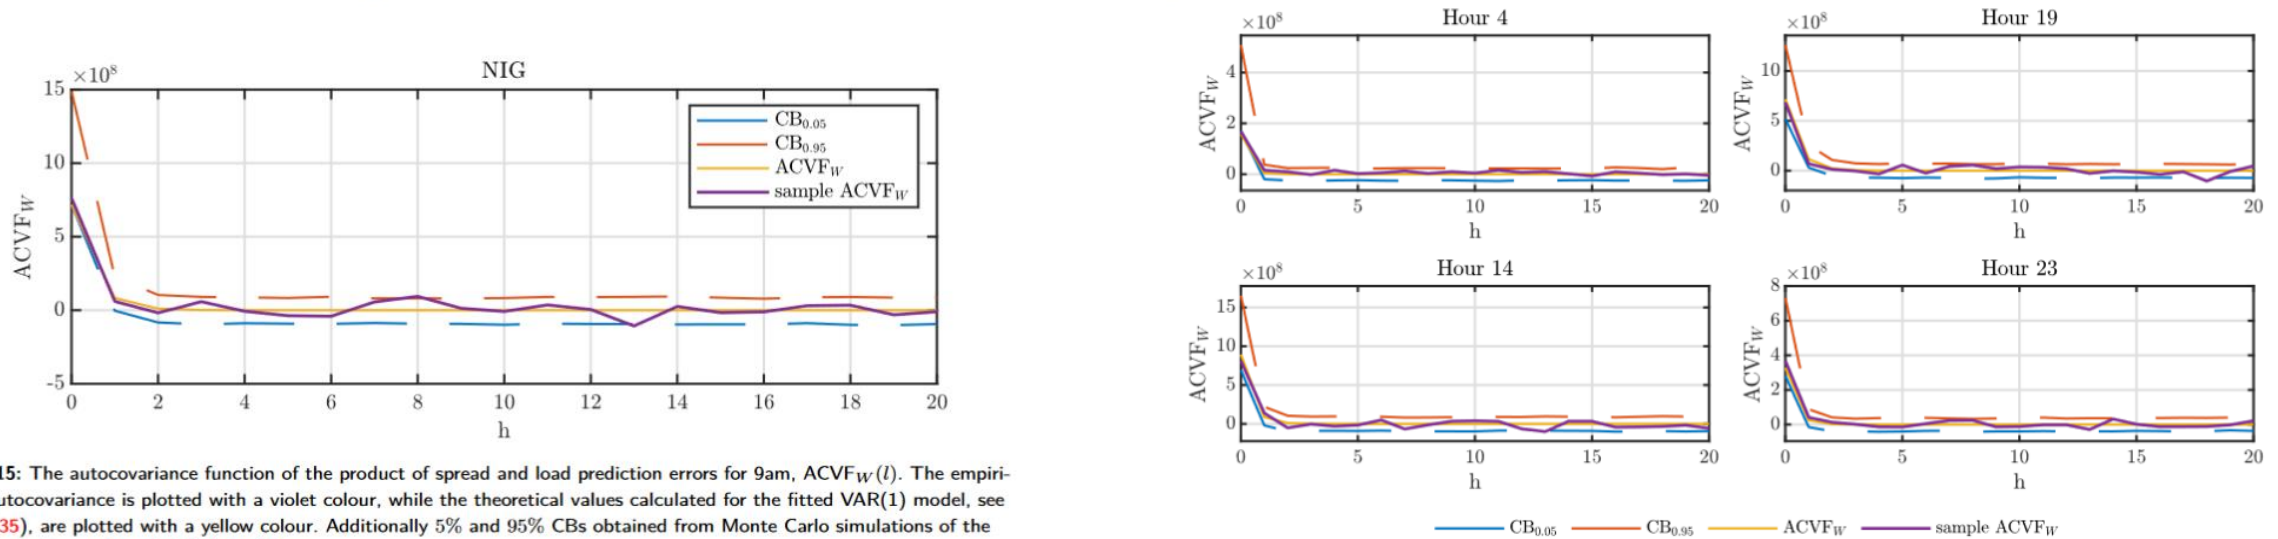 NIG
×10⁸
15
10
5
0
-5
ACVF_W
0 2 4 6 8 10 12 14 16 18 20
h
CB₀.₀₅
CB₀.₉₅
ACVF_W
sample ACVF_W
15: The autocovariance function of the product of spread and load prediction errors for 9am, ACVF_W(l). The empiri-
utocovariance is plotted with a violet colour, while the theoretical values calculated for the fitted VAR(1) model, see
35), are plotted with a yellow colour. Additionally 5% and 95% CBs obtained from Monte Carlo simulations of the
Hour 4
×10⁸
4
2
0
ACVF_W
0 5 10 15 20
h
Hour 19
×10⁸
10
5
0
ACVF_W
0 5 10 15 20
h
Hour 14
×10⁸
15
10
5
0
ACVF_W
0 5 10 15 20
h
Hour 23
×10⁸
8
6
4
2
0
ACVF_W
0 5 10 15 20
h
CB₀.₀₅ CB₀.₉₅ ACVF_W sample ACVF_W